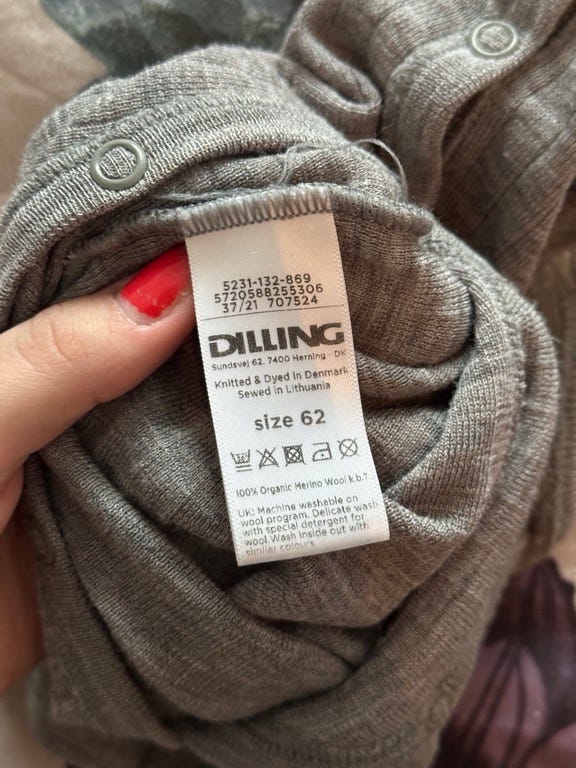 5231-132-869
5720588255306
37/21 707524
DILLING
Sundsvej 62. 7400 Herning - DK
Knitted & Dyed in Denmark
Sewed in Lithuania
size 62
100% Organic Merino Wool k.b.T
UK: Machine washable on
wool program. Delicate wash
with special detergent for
wool. Wash inside out with
similar colours.